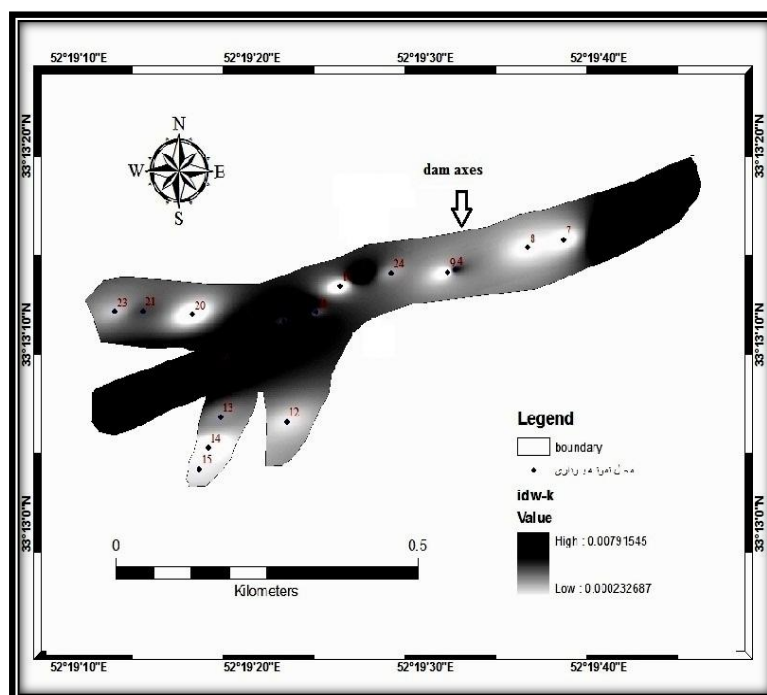 52°19'10"E 52°19'20"E 52°19'30"E 52°19'40"E
33°13'20"N
33°13'20"N
N
W E
S
dam axes
7
8
24
94
23 21 20
33°13'10"N
33°13'10"N
13
12
14
15
Legend
boundary
idw-k
Value
High : 0.00791545
Low : 0.000232687
33°13'0"N
33°13'0"N
0 0.5
Kilometers
52°19'10"E 52°19'20"E 52°19'30"E 52°19'40"E